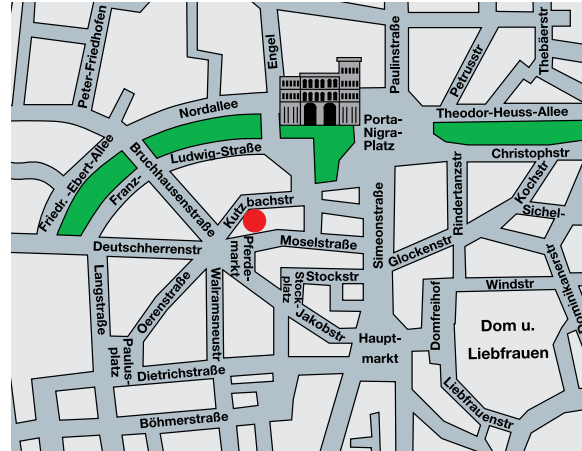 Peter-Friedhofen
Engel
Paulinstraße
Petrusstr
Thebäerstr
Nordallee
Theodor-Heuss-Allee
Porta-
Nigra-
Platz
Ludwig-Straße
Christophstr
Friedr.-Ebert-Allee
Franz-
Bruchhausenstraße
Kutzbachstr
Simeonstraße
Rindertanzstr
Kochstr
Sichel-
Deutschherrenstr
Pferde-
markt
Moselstraße
Glockenstr
Dominikanerstr
Langstraße
Oerenstraße
Walramsneustr
Stock-
platz
Stockstr
Jakobstr
Windstr
Domfreihof
Haupt-
markt
Dom u.
Liebfrauen
Paulus-
platz
Dietrichstraße
Böhmerstraße
Liebfrauenstr